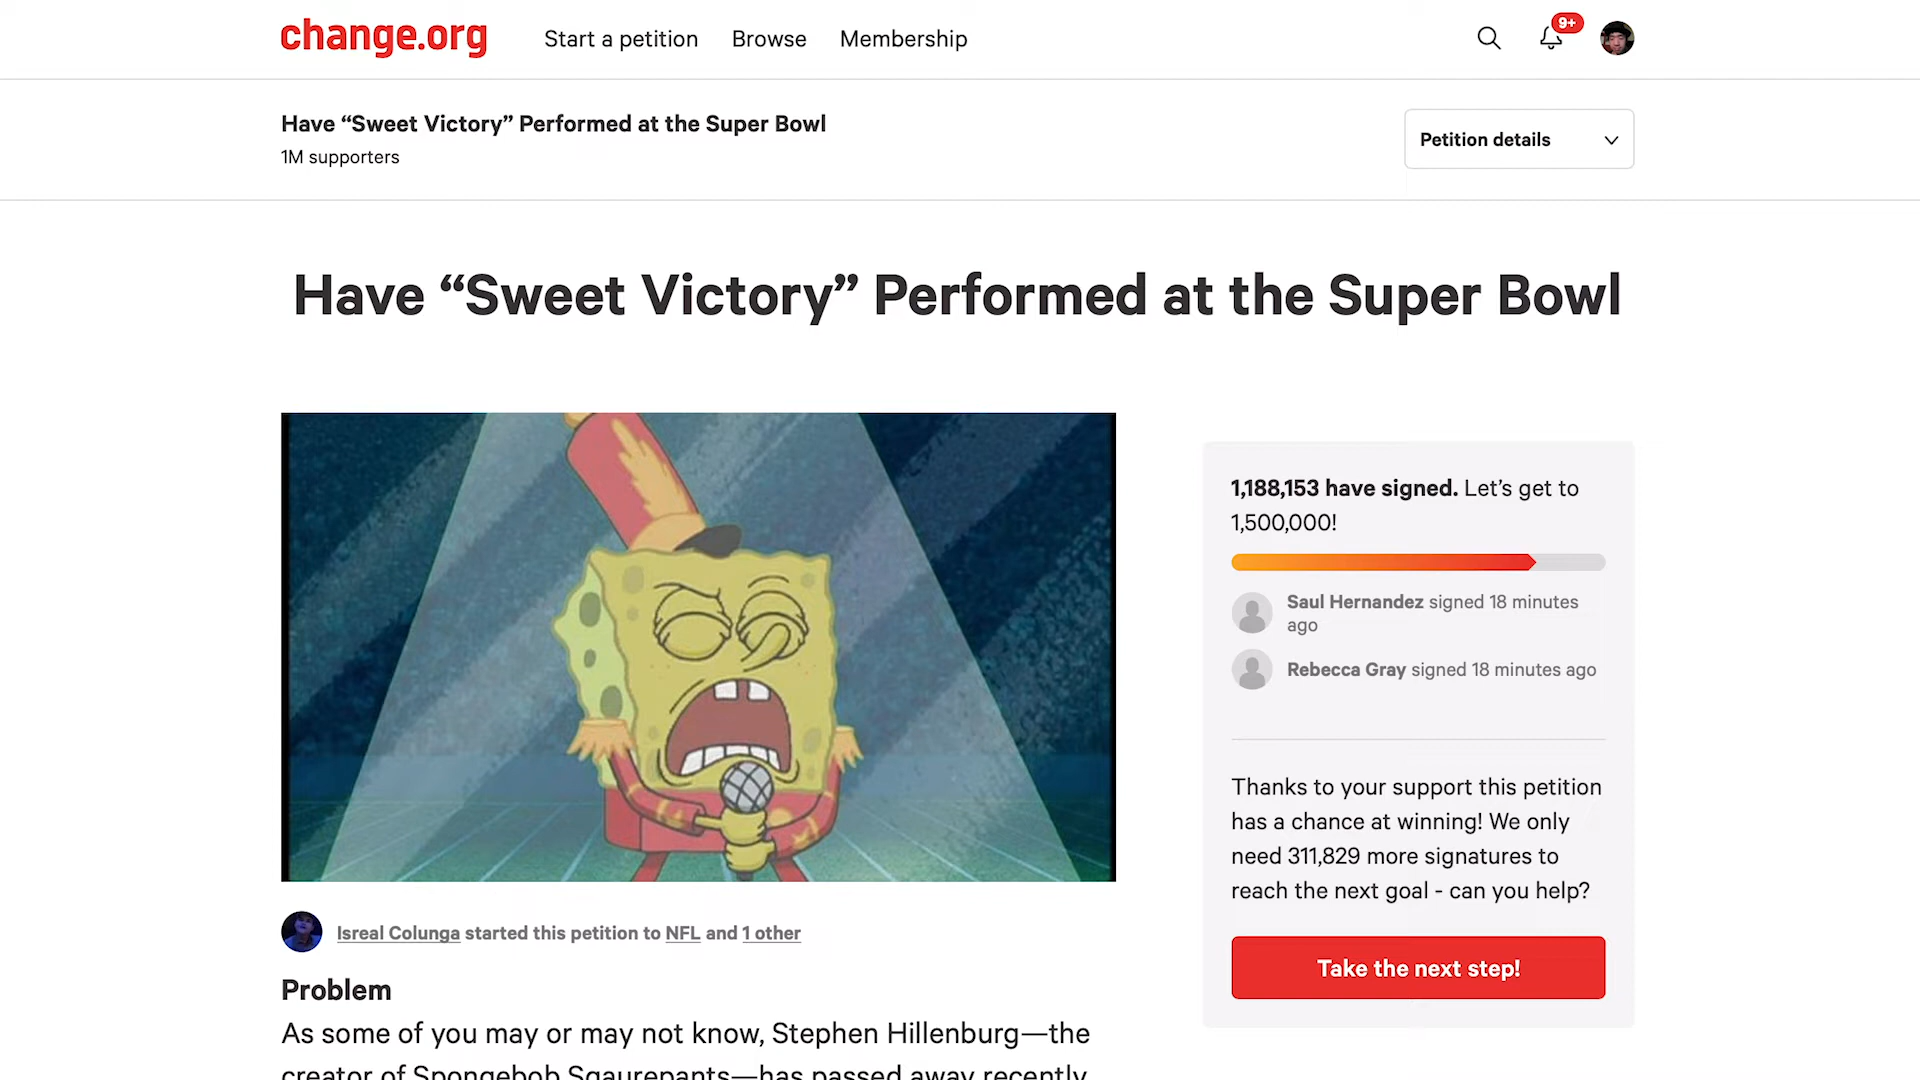 change.org
Start a petition
Browse
Membership
9+
Have “Sweet Victory” Performed at the Super Bowl
1M supporters
Petition details
Have “Sweet Victory” Performed at the Super Bowl
1,188,153 have signed. Let’s get to
1,500,000!
Saul Hernandez signed 18 minutes
ago
Rebecca Gray signed 18 minutes ago
Thanks to your support this petition
has a chance at winning! We only
need 311,829 more signatures to
reach the next goal - can you help?
Take the next step!
Isreal Colunga started this petition to NFL and 1 other
Problem
As some of you may or may not know, Stephen Hillenburg—the
creator of Spongebob Sqaurepants—has passed away recently